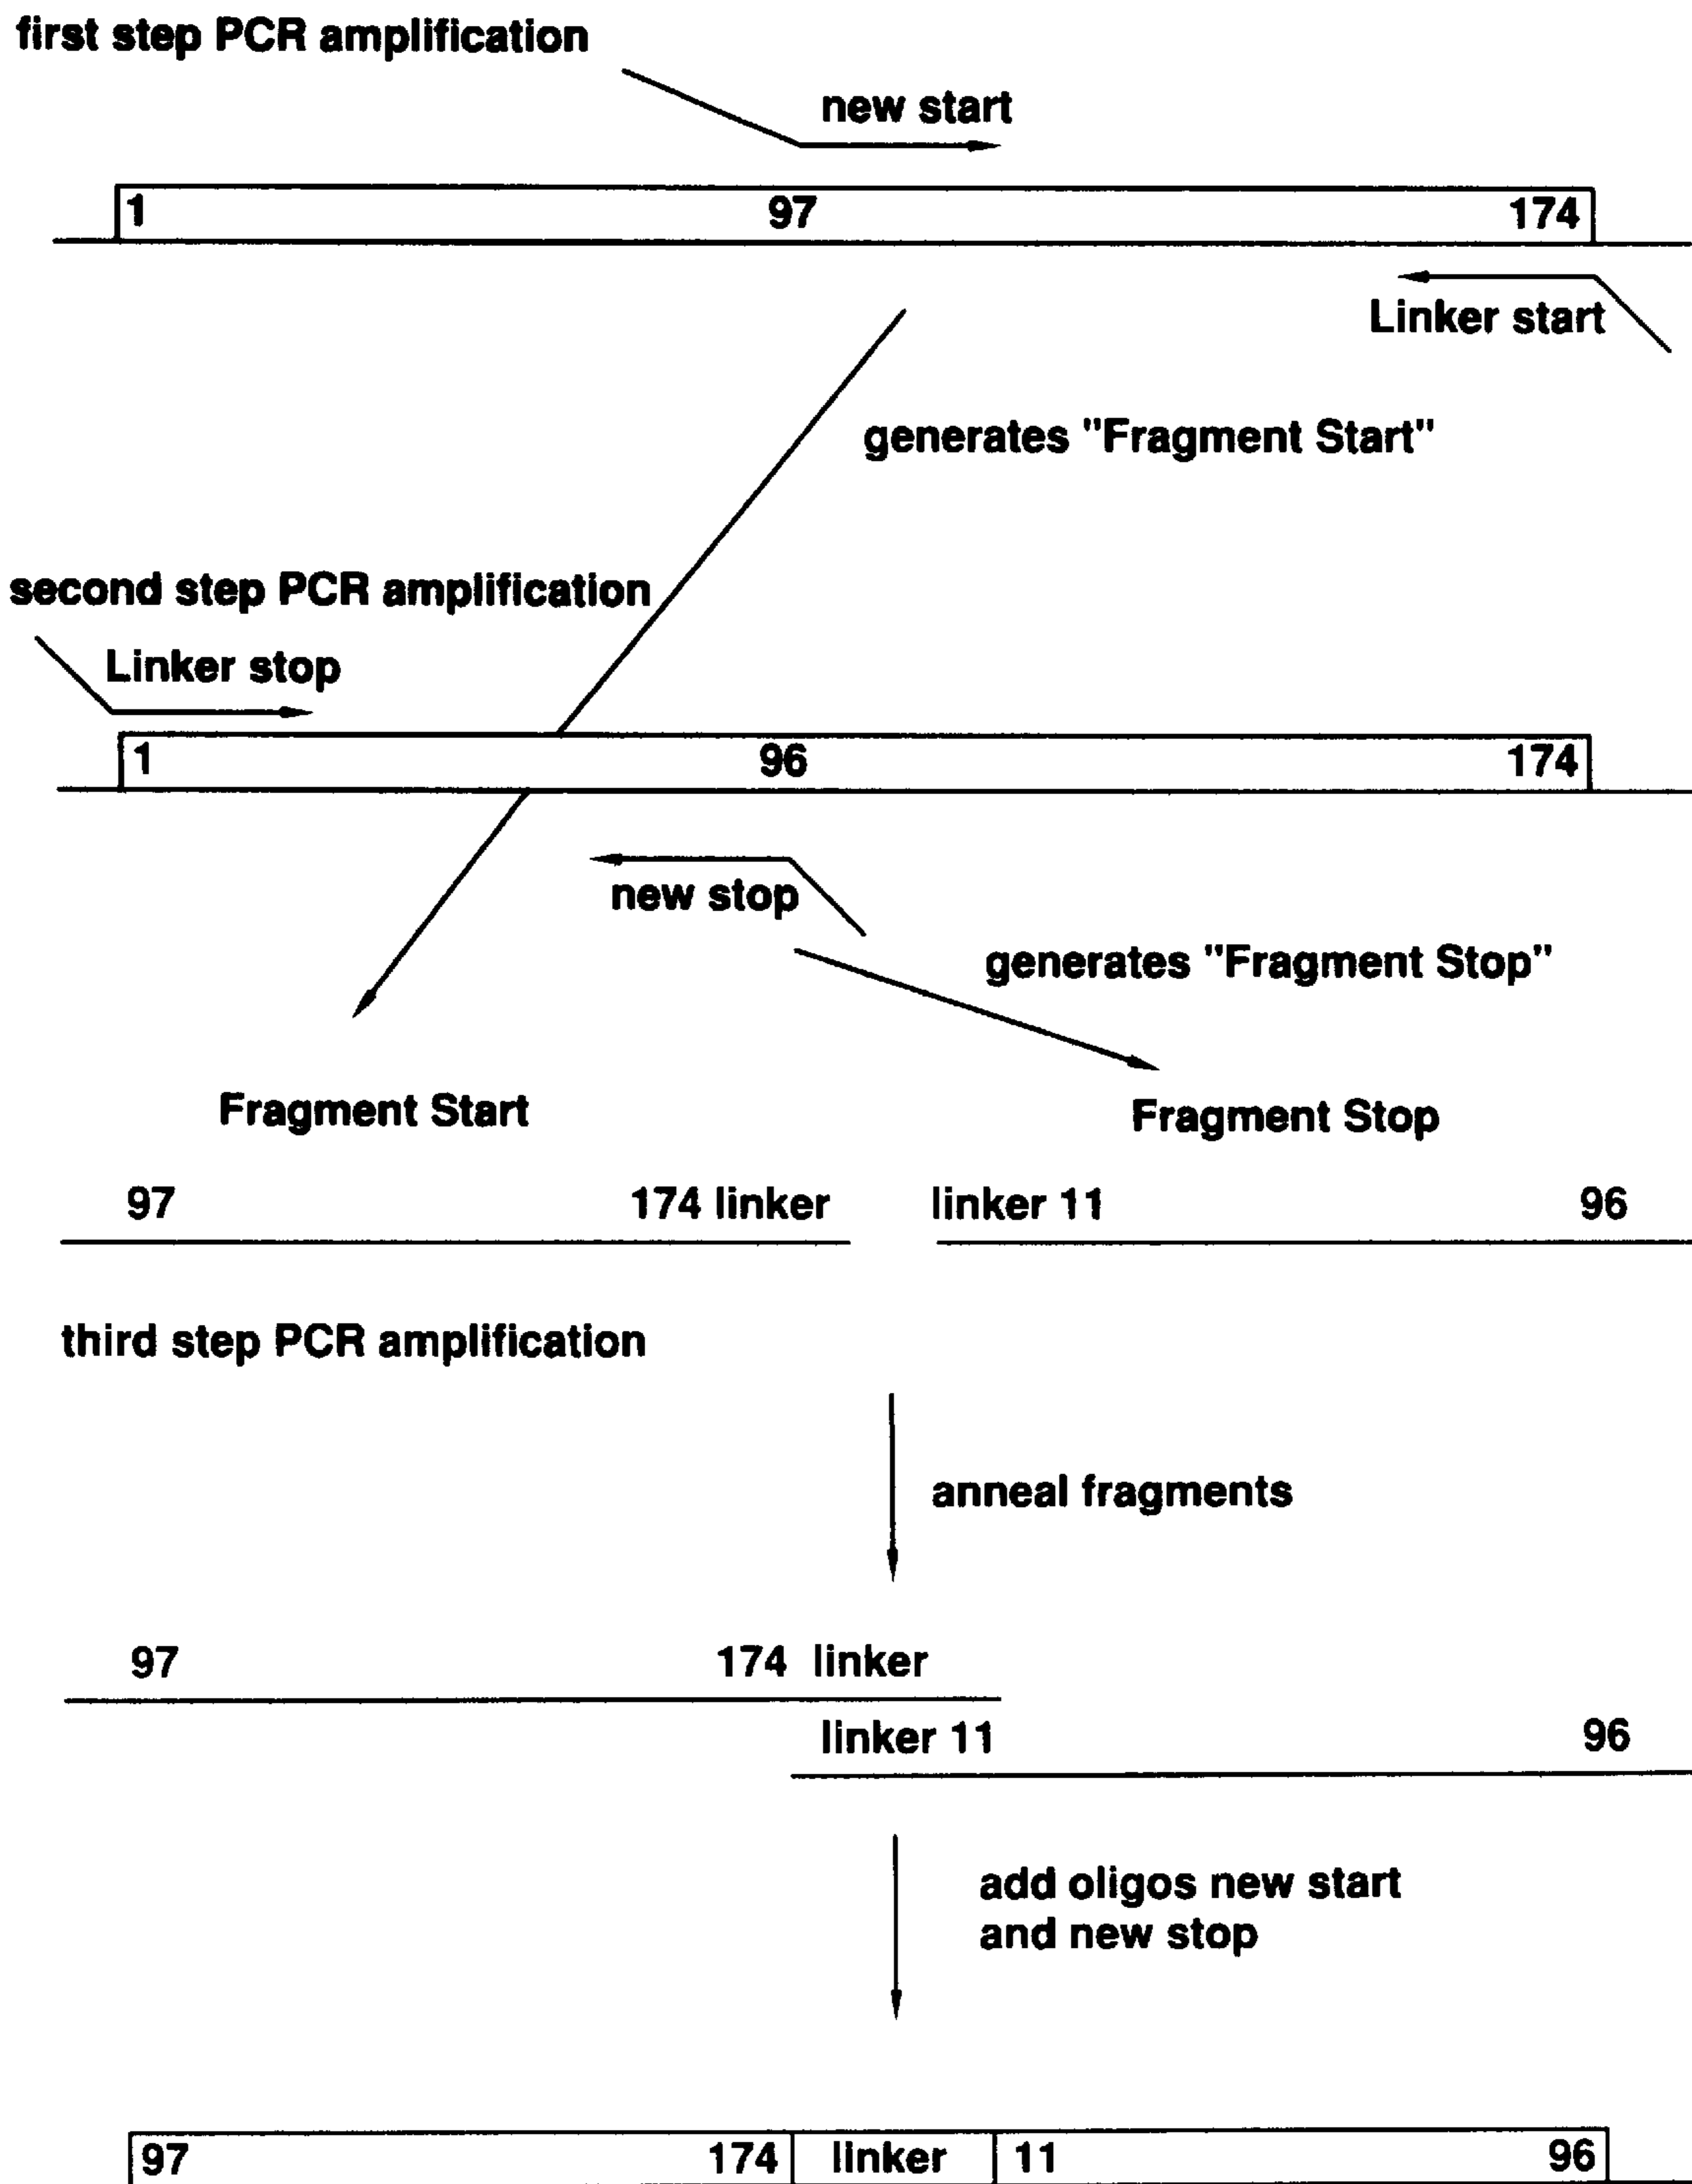 first step PCR amplification
new start
1 97 174
Linker start
generates "Fragment Start"
second step PCR amplification
Linker stop
1 96 174
new stop
generates "Fragment Stop"
Fragment Start
Fragment Stop
97 174 linker linker 11 96
third step PCR amplification
anneal fragments
97 174 linker
linker 11 96
add oligos new start
and new stop
97 174 linker 11 96